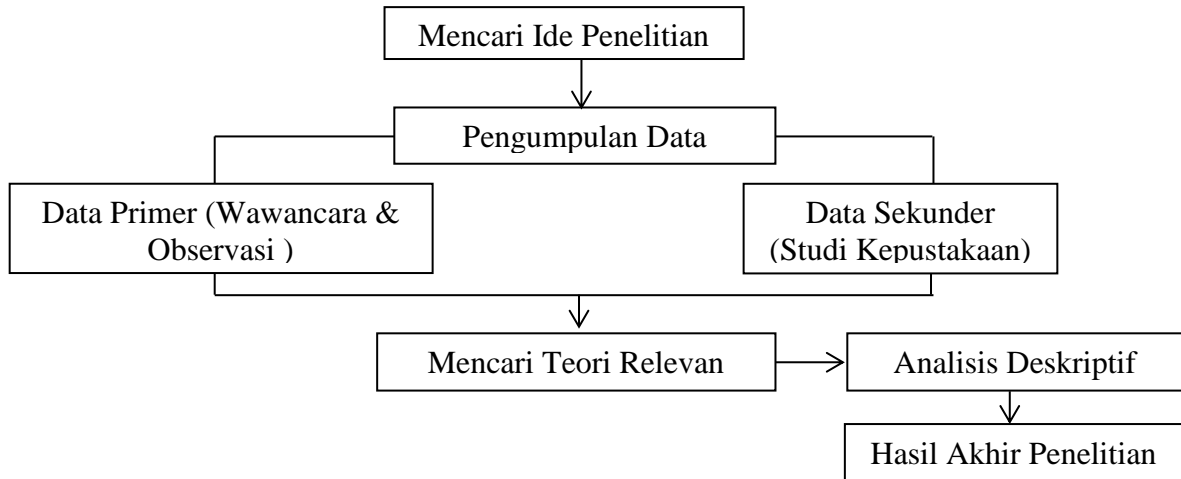 Mencari Ide Penelitian
Pengumpulan Data
Data Primer (Wawancara &
Observasi )
Data Sekunder
(Studi Kepustakaan)
Mencari Teori Relevan
Analisis Deskriptif
Hasil Akhir Penelitian